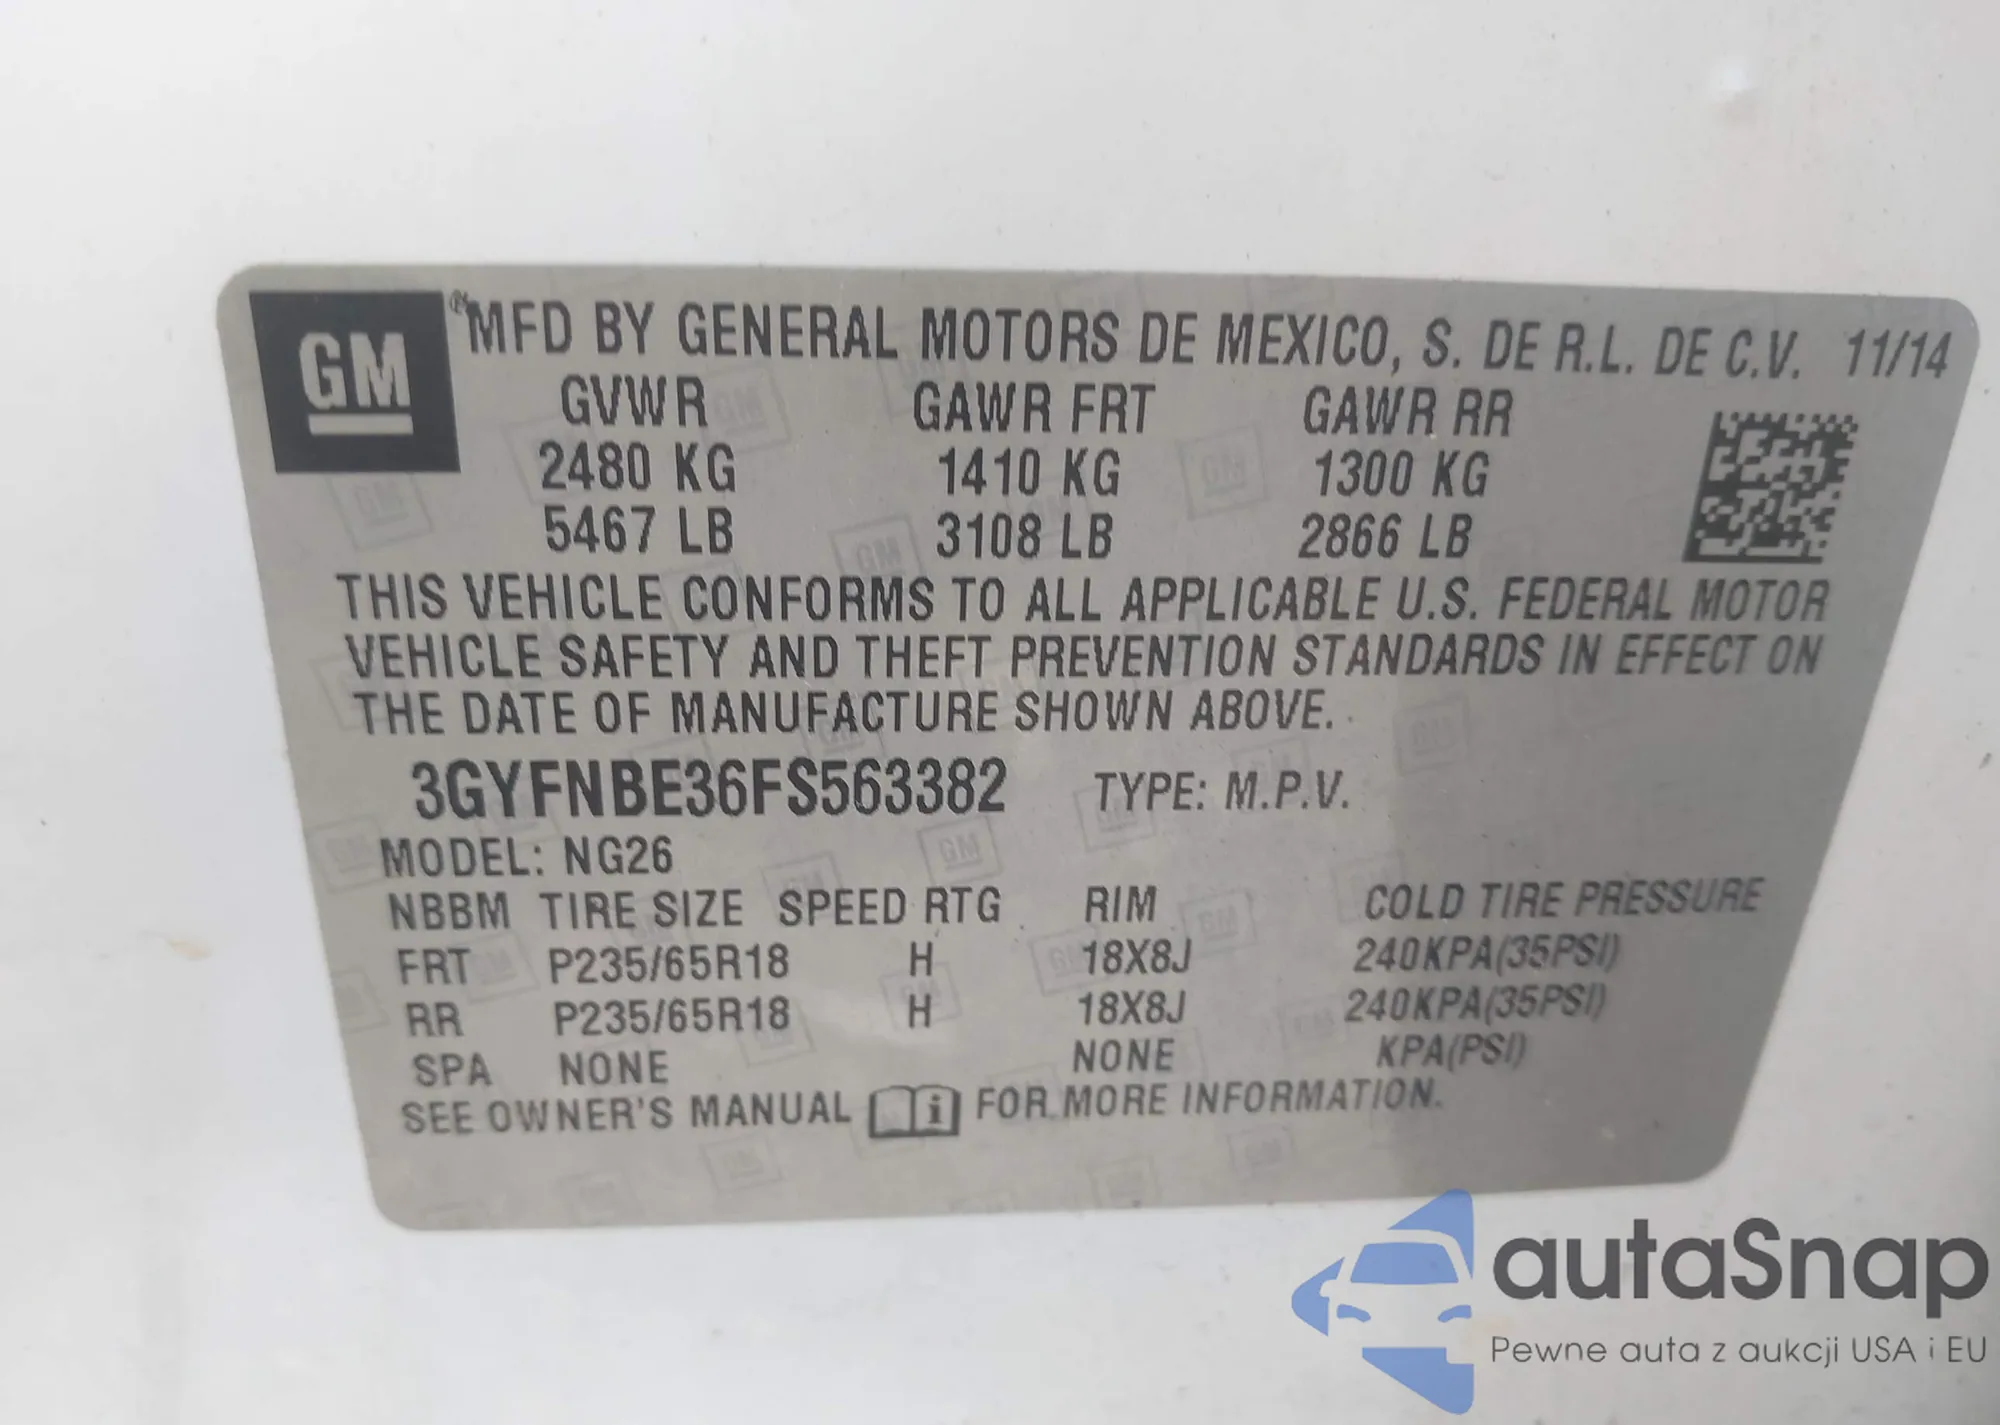 GM
® MFD BY GENERAL MOTORS DE MEXICO, S. DE R.L. DE C.V. 11/14
GVWR GAWR FRT GAWR RR
2480 KG 1410 KG 1300 KG
5467 LB 3108 LB 2866 LB
THIS VEHICLE CONFORMS TO ALL APPLICABLE U.S. FEDERAL MOTOR
VEHICLE SAFETY AND THEFT PREVENTION STANDARDS IN EFFECT ON
THE DATE OF MANUFACTURE SHOWN ABOVE.
3GYFNBE36FS563382 TYPE: M.P.V.
MODEL: NG26
NBBM TIRE SIZE SPEED RTG RIM COLD TIRE PRESSURE
FRT P235/65R18 H 18X8J 240KPA(35PSI)
RR P235/65R18 H 18X8J 240KPA(35PSI)
SPA NONE NONE KPA(PSI)
SEE OWNER'S MANUAL i FOR MORE INFORMATION.
autaSnap
Pewne auta z aukcji USA i EU